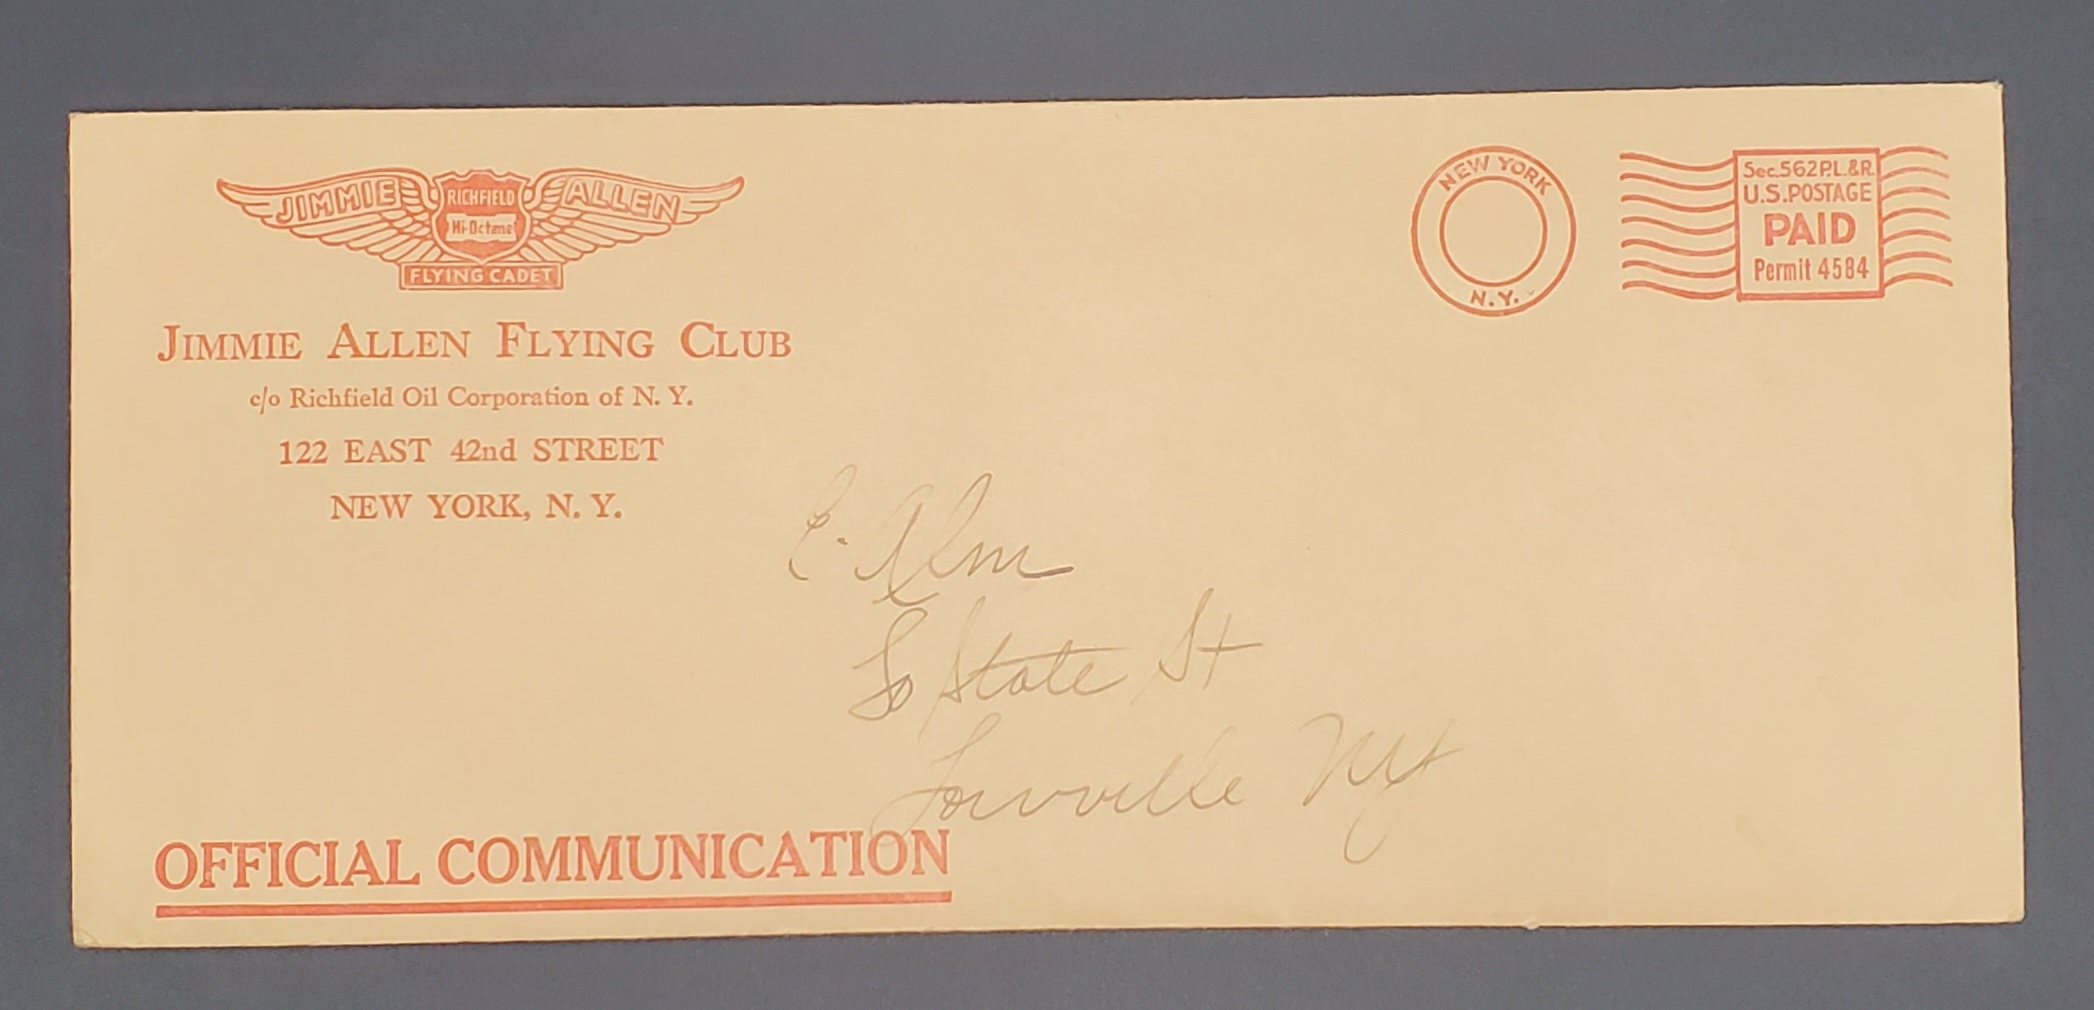 JIMMIE RICHFIELD ALLEN
Hi-Octane
FLYING CADET
JIMMIE ALLEN FLYING CLUB
c/o Richfield Oil Corporation of N. Y.
122 EAST 42nd STREET
NEW YORK, N. Y.
NEW YORK
N.Y.
Sec.562P.L.&R.
U.S.POSTAGE
PAID
Permit 4584
E. Alm
So State St
Lowville NY
OFFICIAL COMMUNICATION